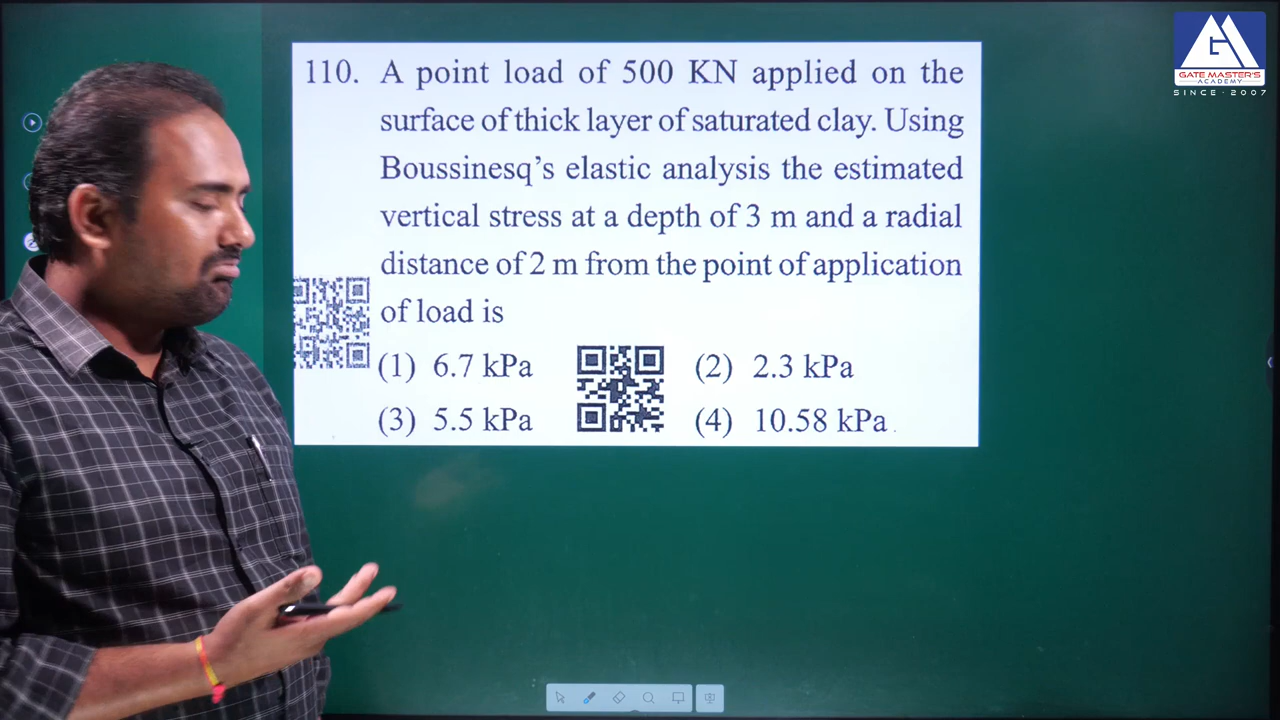 110. A point load of 500 KN applied on the
surface of thick layer of saturated clay. Using
Boussinesq's elastic analysis the estimated
vertical stress at a depth of 3 m and a radial
distance of 2 m from the point of application
of load is
(1) 6.7 kPa (2) 2.3 kPa
(3) 5.5 kPa (4) 10.58 kPa
GATE MASTER'S
ACADEMY
SINCE - 2007